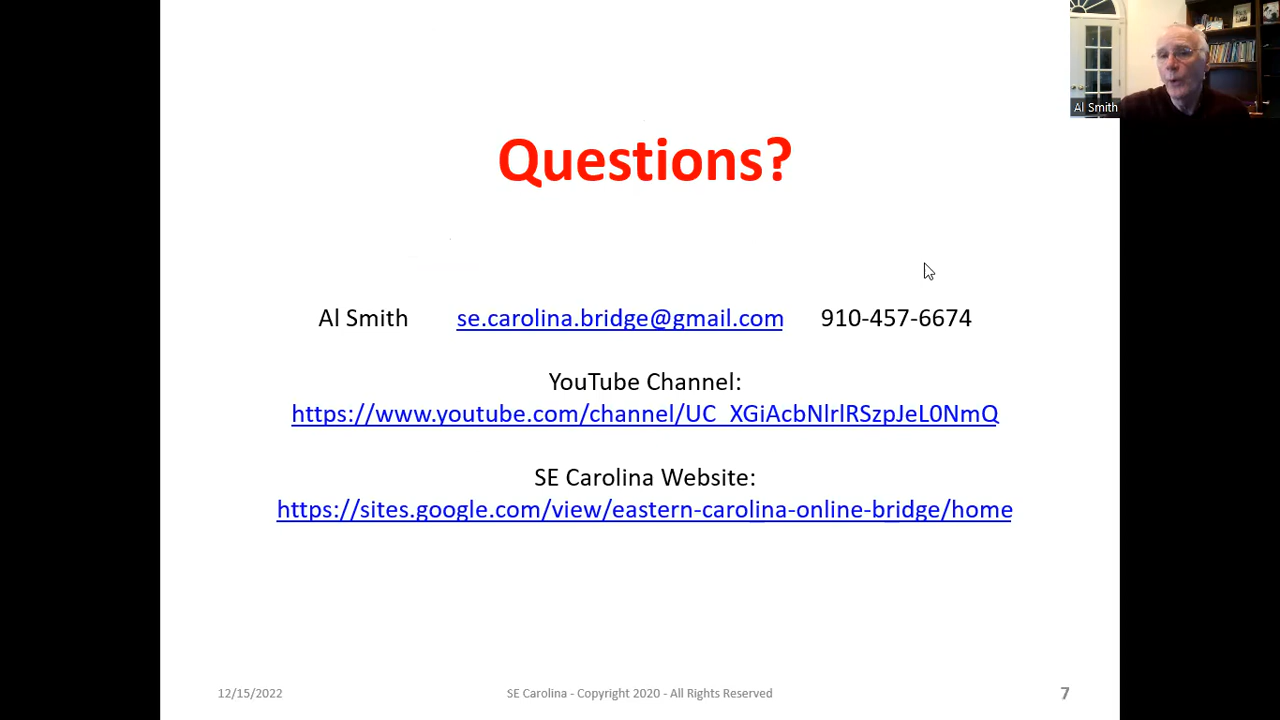 Al Smith
Questions?
Al Smith se.carolina.bridge@gmail.com 910-457-6674
YouTube Channel:
https://www.youtube.com/channel/UC_XGiAcbNlrlRSzpJeL0NmQ
SE Carolina Website:
https://sites.google.com/view/eastern-carolina-online-bridge/home
12/15/2022 SE Carolina - Copyright 2020 - All Rights Reserved 7